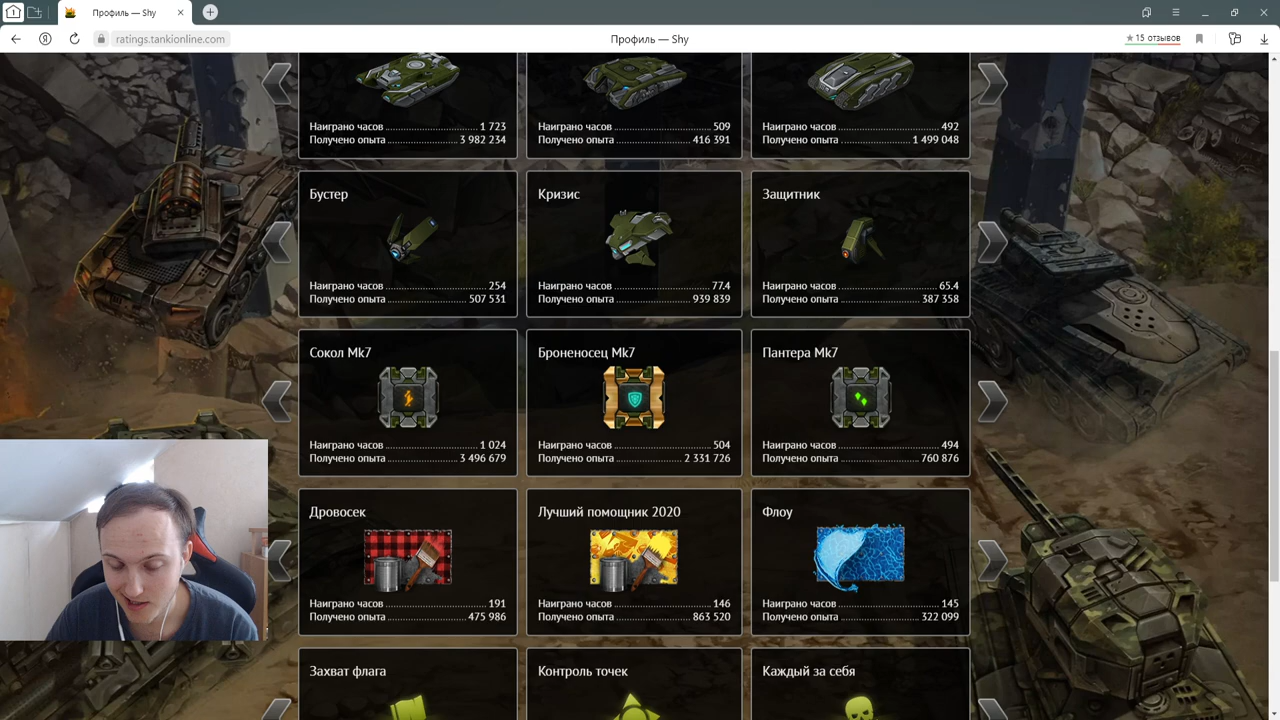 Профиль — Shy
ratings.tankionline.com
Профиль — Shy
★ 15 отзывов
Наиграно часов 1 723
Получено опыта 3 982 234
Наиграно часов 509
Получено опыта 416 391
Наиграно часов 492
Получено опыта 1 499 048
Бустер
Наиграно часов 254
Получено опыта 507 531
Кризис
Наиграно часов 77.4
Получено опыта 939 839
Защитник
Наиграно часов 65.4
Получено опыта 387 358
Сокол Mk7
Наиграно часов 1 024
Получено опыта 3 496 679
Броненосец Mk7
Наиграно часов 504
Получено опыта 2 331 726
Пантера Mk7
Наиграно часов 494
Получено опыта 760 876
Дровосек
Наиграно часов 191
Получено опыта 475 986
Лучший помощник 2020
Наиграно часов 146
Получено опыта 863 520
Флоу
Наиграно часов 145
Получено опыта 322 099
Захват флага
Контроль точек
Каждый за себя